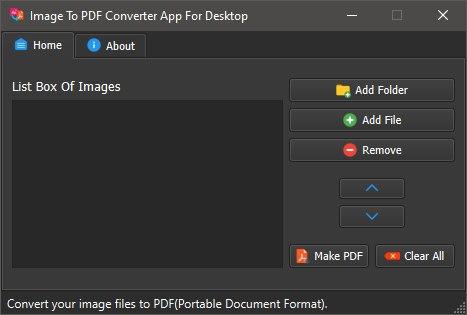 Image To PDF Converter App For Desktop
Home
About
List Box Of Images
Add Folder
Add File
Remove
Make PDF
Clear All
Convert your image files to PDF(Portable Document Format).